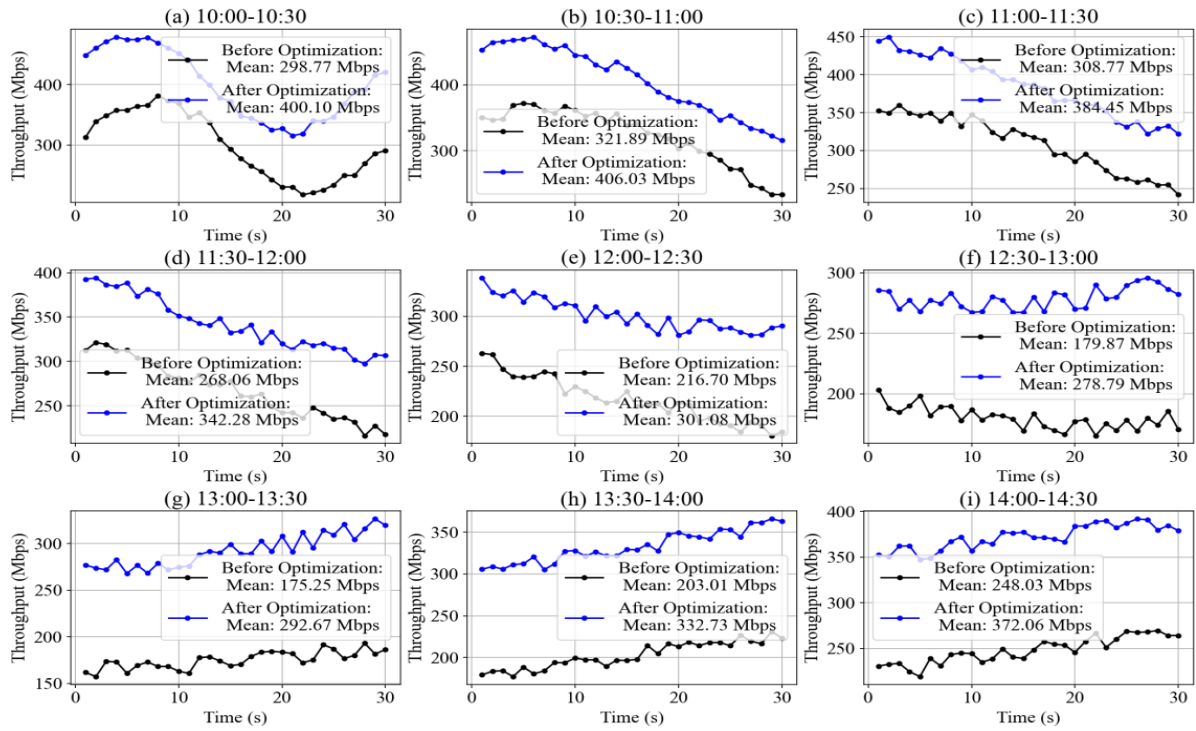 (a) 10:00-10:30
Throughput (Mbps)
400
300
Before Optimization:
Mean: 298.77 Mbps
After Optimization:
Mean: 400.10 Mbps
0 10 20 30
Time (s)
(b) 10:30-11:00
Throughput (Mbps)
400
300
Before Optimization:
Mean: 321.89 Mbps
After Optimization:
Mean: 406.03 Mbps
0 10 20 30
Time (s)
(c) 11:00-11:30
Throughput (Mbps)
450
400
350
300
250
Before Optimization:
Mean: 308.77 Mbps
After Optimization:
Mean: 384.45 Mbps
0 10 20 30
Time (s)
(d) 11:30-12:00
Throughput (Mbps)
400
350
300
250
Before Optimization:
Mean: 268.06 Mbps
After Optimization:
Mean: 342.28 Mbps
0 10 20 30
Time (s)
(e) 12:00-12:30
Throughput (Mbps)
300
250
200
Before Optimization:
Mean: 216.70 Mbps
After Optimization:
Mean: 301.08 Mbps
0 10 20 30
Time (s)
(f) 12:30-13:00
Throughput (Mbps)
300
250
200
Before Optimization:
Mean: 179.87 Mbps
After Optimization:
Mean: 278.79 Mbps
0 10 20 30
Time (s)
(g) 13:00-13:30
Throughput (Mbps)
300
250
200
150
Before Optimization:
Mean: 175.25 Mbps
After Optimization:
Mean: 292.67 Mbps
0 10 20 30
Time (s)
(h) 13:30-14:00
Throughput (Mbps)
350
300
250
200
Before Optimization:
Mean: 203.01 Mbps
After Optimization:
Mean: 332.73 Mbps
0 10 20 30
Time (s)
(i) 14:00-14:30
Throughput (Mbps)
400
350
300
250
Before Optimization:
Mean: 248.03 Mbps
After Optimization:
Mean: 372.06 Mbps
0 10 20 30
Time (s)